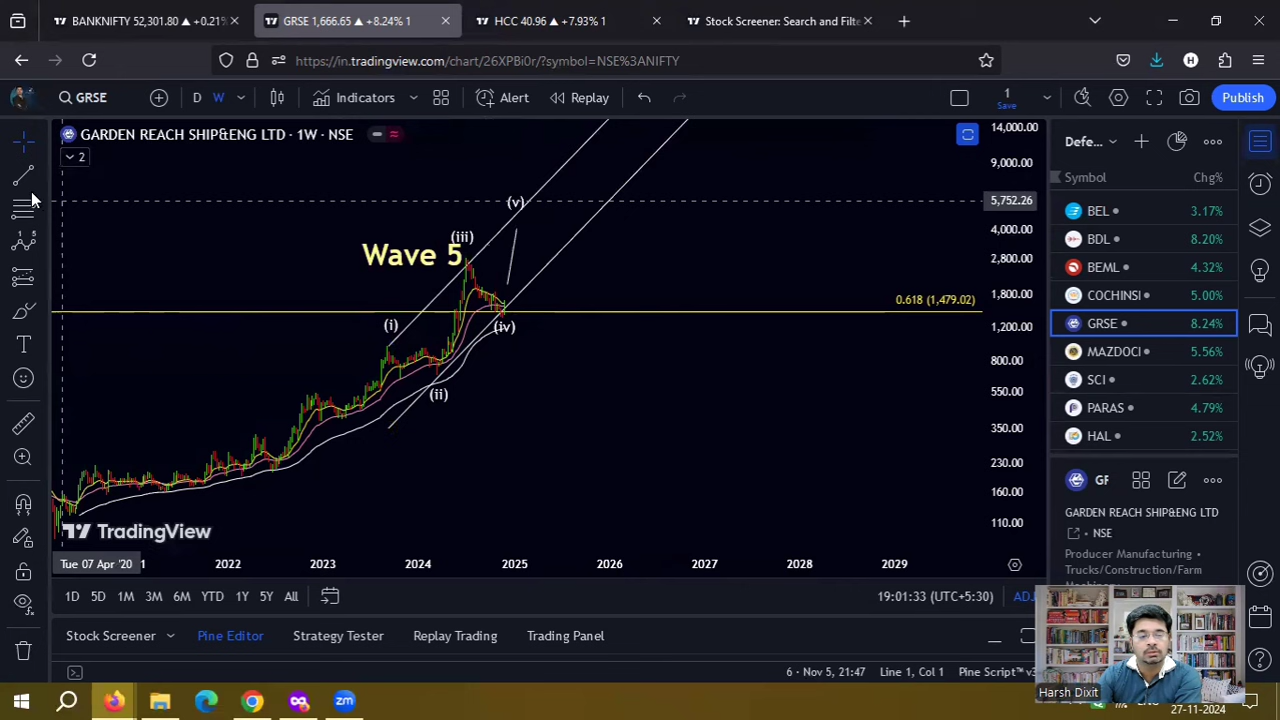 BANKNIFTY 52,301.80 ▲ +0.21%
GRSE 1,666.65 ▲ +8.24% 1
HCC 40.96 ▲ +7.93% 1
Stock Screener: Search and Filte
https://in.tradingview.com/chart/26XPBi0r/?symbol=NSE%3ANIFTY
GRSE
D
W
Indicators
Alert
Replay
1
Save
Publish
GARDEN REACH SHIP&ENG LTD · 1W · NSE
2
14,000.00
9,000.00
5,752.26
4,000.00
2,800.00
1,800.00
1,200.00
800.00
550.00
350.00
230.00
160.00
110.00
(v)
(iii)
Wave 5
0.618 (1,479.02)
(i)
(iv)
(ii)
TradingView
Tue 07 Apr '20
1
2022
2023
2024
2025
2026
2027
2028
2029
1D
5D
1M
3M
6M
YTD
1Y
5Y
All
19:01:33 (UTC+5:30)
ADJ
Stock Screener
Pine Editor
Strategy Tester
Replay Testing
Trading Panel
6 · Nov 5, 21:47
Line 1, Col 1
Pine Script™ v3
Defe...
Symbol
Chg%
BEL
3.17%
BDL
8.20%
BEML
4.32%
COCHINSI
5.00%
GRSE
8.24%
MAZDOCI
5.56%
SCI
2.62%
PARAS
4.79%
HAL
2.52%
GF
GARDEN REACH SHIP&ENG LTD
NSE
Producer Manufacturing •
Trucks/Construction/Farm
Harsh Dixit
27-11-2024